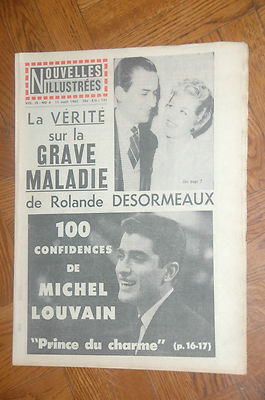 NOUVELLES
ILLUSTRÉES
La VÉRITÉ
sur la
GRAVE
MALADIE
de Rolande DESORMEAUX
100
CONFIDENCES
DE
MICHEL
LOUVAIN
"Prince du charme" (p. 16-17)